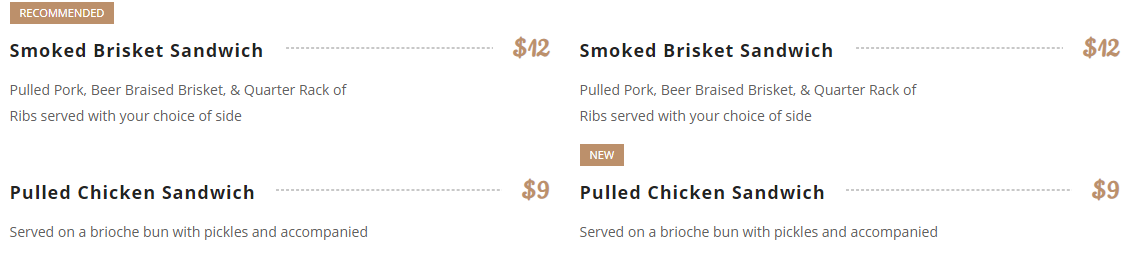 RECOMMENDED
Smoked Brisket Sandwich $12
Pulled Pork, Beer Braised Brisket, & Quarter Rack of
Ribs served with your choice of side
Pulled Chicken Sandwich $9
Served on a brioche bun with pickles and accompanied
Smoked Brisket Sandwich $12
Pulled Pork, Beer Braised Brisket, & Quarter Rack of
Ribs served with your choice of side
NEW
Pulled Chicken Sandwich $9
Served on a brioche bun with pickles and accompanied